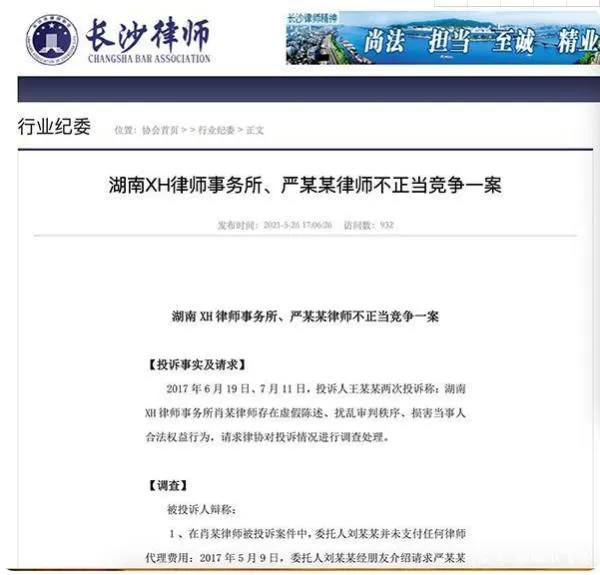 长沙律师
CHANGSHA BAR ASSOCIATION
长沙律师精神
尚法 担当 至诚 精业
行业纪委 位置：协会首页 > > 行业纪委 > 正文
湖南XH律师事务所、严某某律师不正当竞争一案
发布时间：2021-5-26 17:06:26 访问数：932
湖南 XH 律师事务所、严某某律师不正当竞争一案
【投诉事实及请求】
2017 年 6 月 19 日、7 月 11 日，投诉人王某某两次投诉称：湖南
XH 律师事务所肖某律师存在虚假陈述、扰乱审判秩序、损害当事人
合法权益行为，请求律协对投诉情况进行调查处理。
【调查】
被投诉人辩称：
1、在肖某律师被投诉案件中，委托人刘某某并未支付任何律师
代理费用：2017 年 5 月 9 日，委托人刘某某经朋友介绍请求严某某